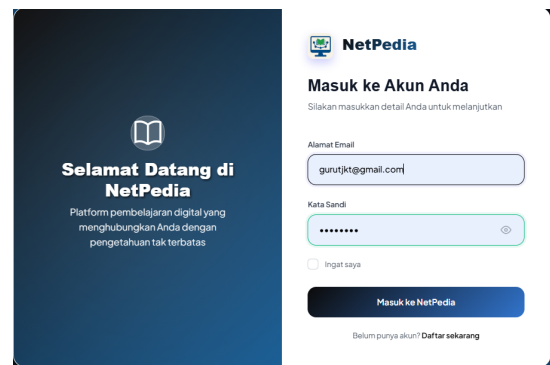 Selamat Datang di
NetPedia
Platform pembelajaran digital yang
menghubungkan Anda dengan
pengetahuan tak terbatas
NetPedia
Masuk ke Akun Anda
Silakan masukkan detail Anda untuk melanjutkan
Alamat Email
gurutjkt@gmail.com
Kata Sandi
••••••••
Ingat saya
Masuk ke NetPedia
Belum punya akun? Daftar sekarang